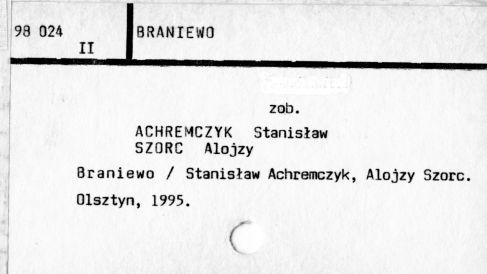 98 024
II
BRANIEWO
zob.
ACHREMCZYK Stanisław
SZORC Alojzy
Braniewo / Stanisław Achremczyk, Alojzy Szorc.
Olsztyn, 1995.